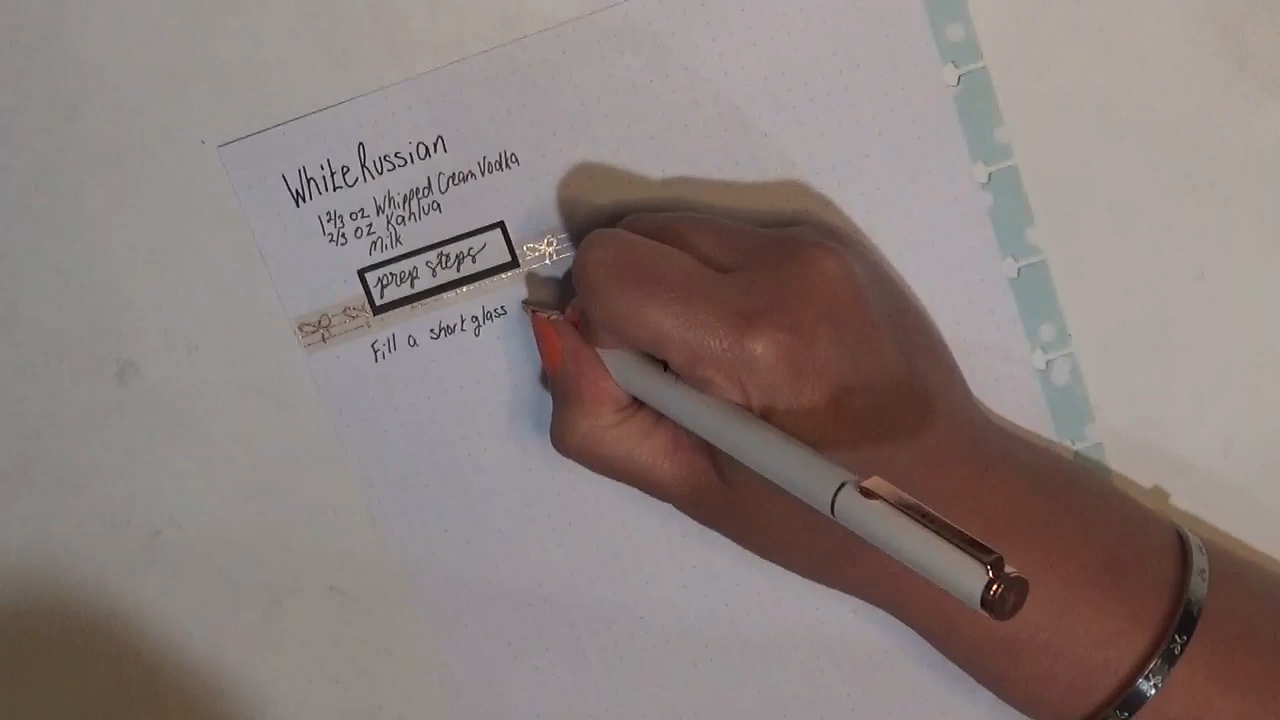 White Russian
1 2/3 oz Whipped Cream Vodka
2/3 oz Kahlua
Milk
prep steps
Fill a short glass